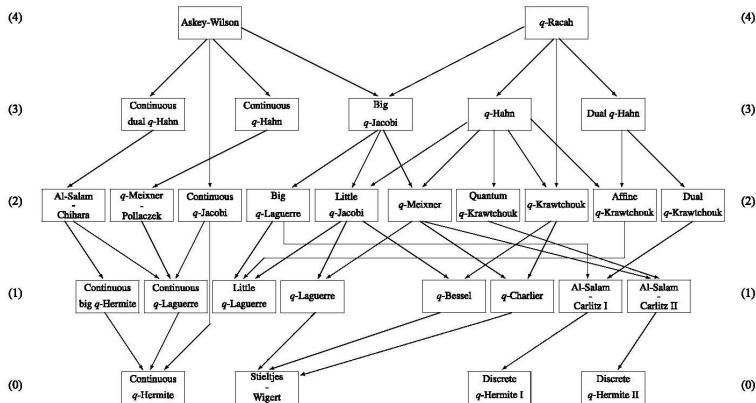 (4)
Askey-Wilson
q-Racah
(4)
(3)
Continuous
dual q-Hahn
Continuous
q-Hahn
Big
q-Jacobi
q-Hahn
Dual q-Hahn
(3)
(2)
Al-Salam
-
Chihara
q-Meixner
-
Pollaczek
Continuous
q-Jacobi
Big
q-Laguerre
Little
q-Jacobi
q-Meixner
Quantum
q-Krawtchouk
q-Krawtchouk
Affine
q-Krawtchouk
Dual
q-Krawtchouk
(2)
(1)
Continuous
big q-Hermite
Continuous
q-Laguerre
Little
q-Laguerre
q-Laguerre
q-Bessel
q-Charlier
Al-Salam
-
Carlitz I
Al-Salam
-
Carlitz II
(1)
(0)
Continuous
q-Hermite
Stieltjes
-
Wigert
Discrete
q-Hermite I
Discrete
q-Hermite II
(0)